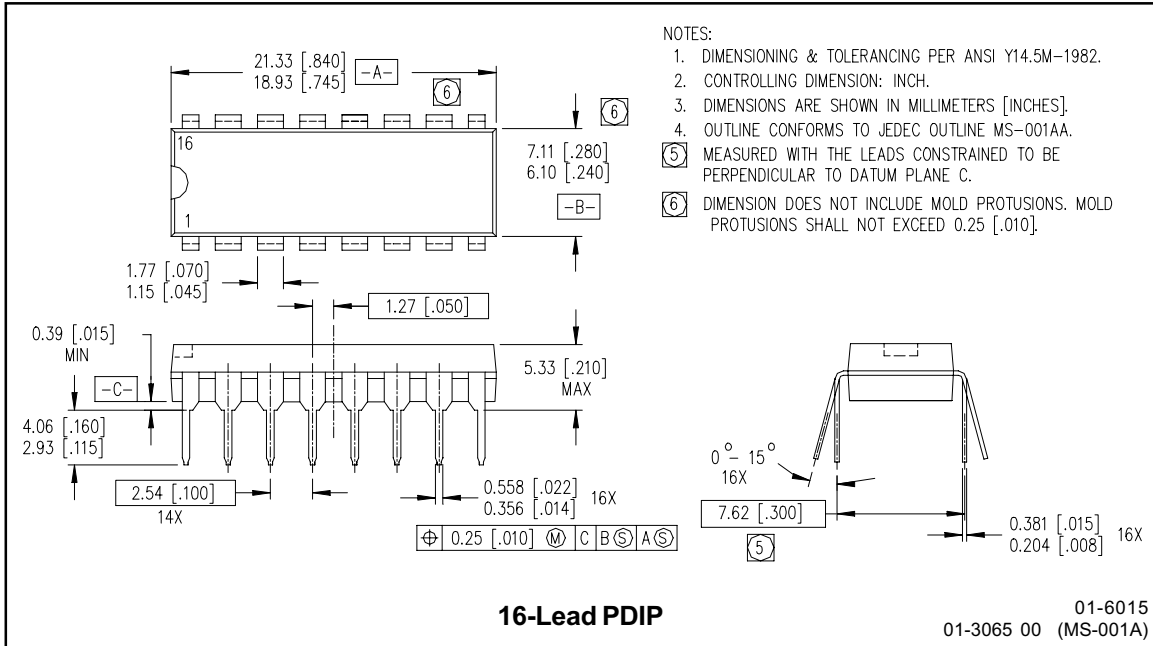 21.33 [.840]
18.93 [.745]
-A-
6
6
16
1
7.11 [.280]
6.10 [.240]
-B-
NOTES:
1. DIMENSIONING & TOLERANCING PER ANSI Y14.5M-1982.
2. CONTROLLING DIMENSION: INCH.
3. DIMENSIONS ARE SHOWN IN MILLIMETERS [INCHES].
4. OUTLINE CONFORMS TO JEDEC OUTLINE MS-001AA.
5 MEASURED WITH THE LEADS CONSTRAINED TO BE
PERPENDICULAR TO DATUM PLANE C.
6 DIMENSION DOES NOT INCLUDE MOLD PROTUSIONS. MOLD
PROTUSIONS SHALL NOT EXCEED 0.25 [.010].
1.77 [.070]
1.15 [.045]
1.27 [.050]
0.39 [.015]
MIN
-C-
5.33 [.210]
MAX
4.06 [.160]
2.93 [.115]
2.54 [.100]
14X
0.558 [.022]
0.356 [.014]
16X
⌖ 0.25 [.010] Ⓜ C B Ⓢ A Ⓢ
0° - 15°
16X
7.62 [.300]
5
0.381 [.015]
0.204 [.008]
16X
16-Lead PDIP
01-6015
01-3065 00 (MS-001A)